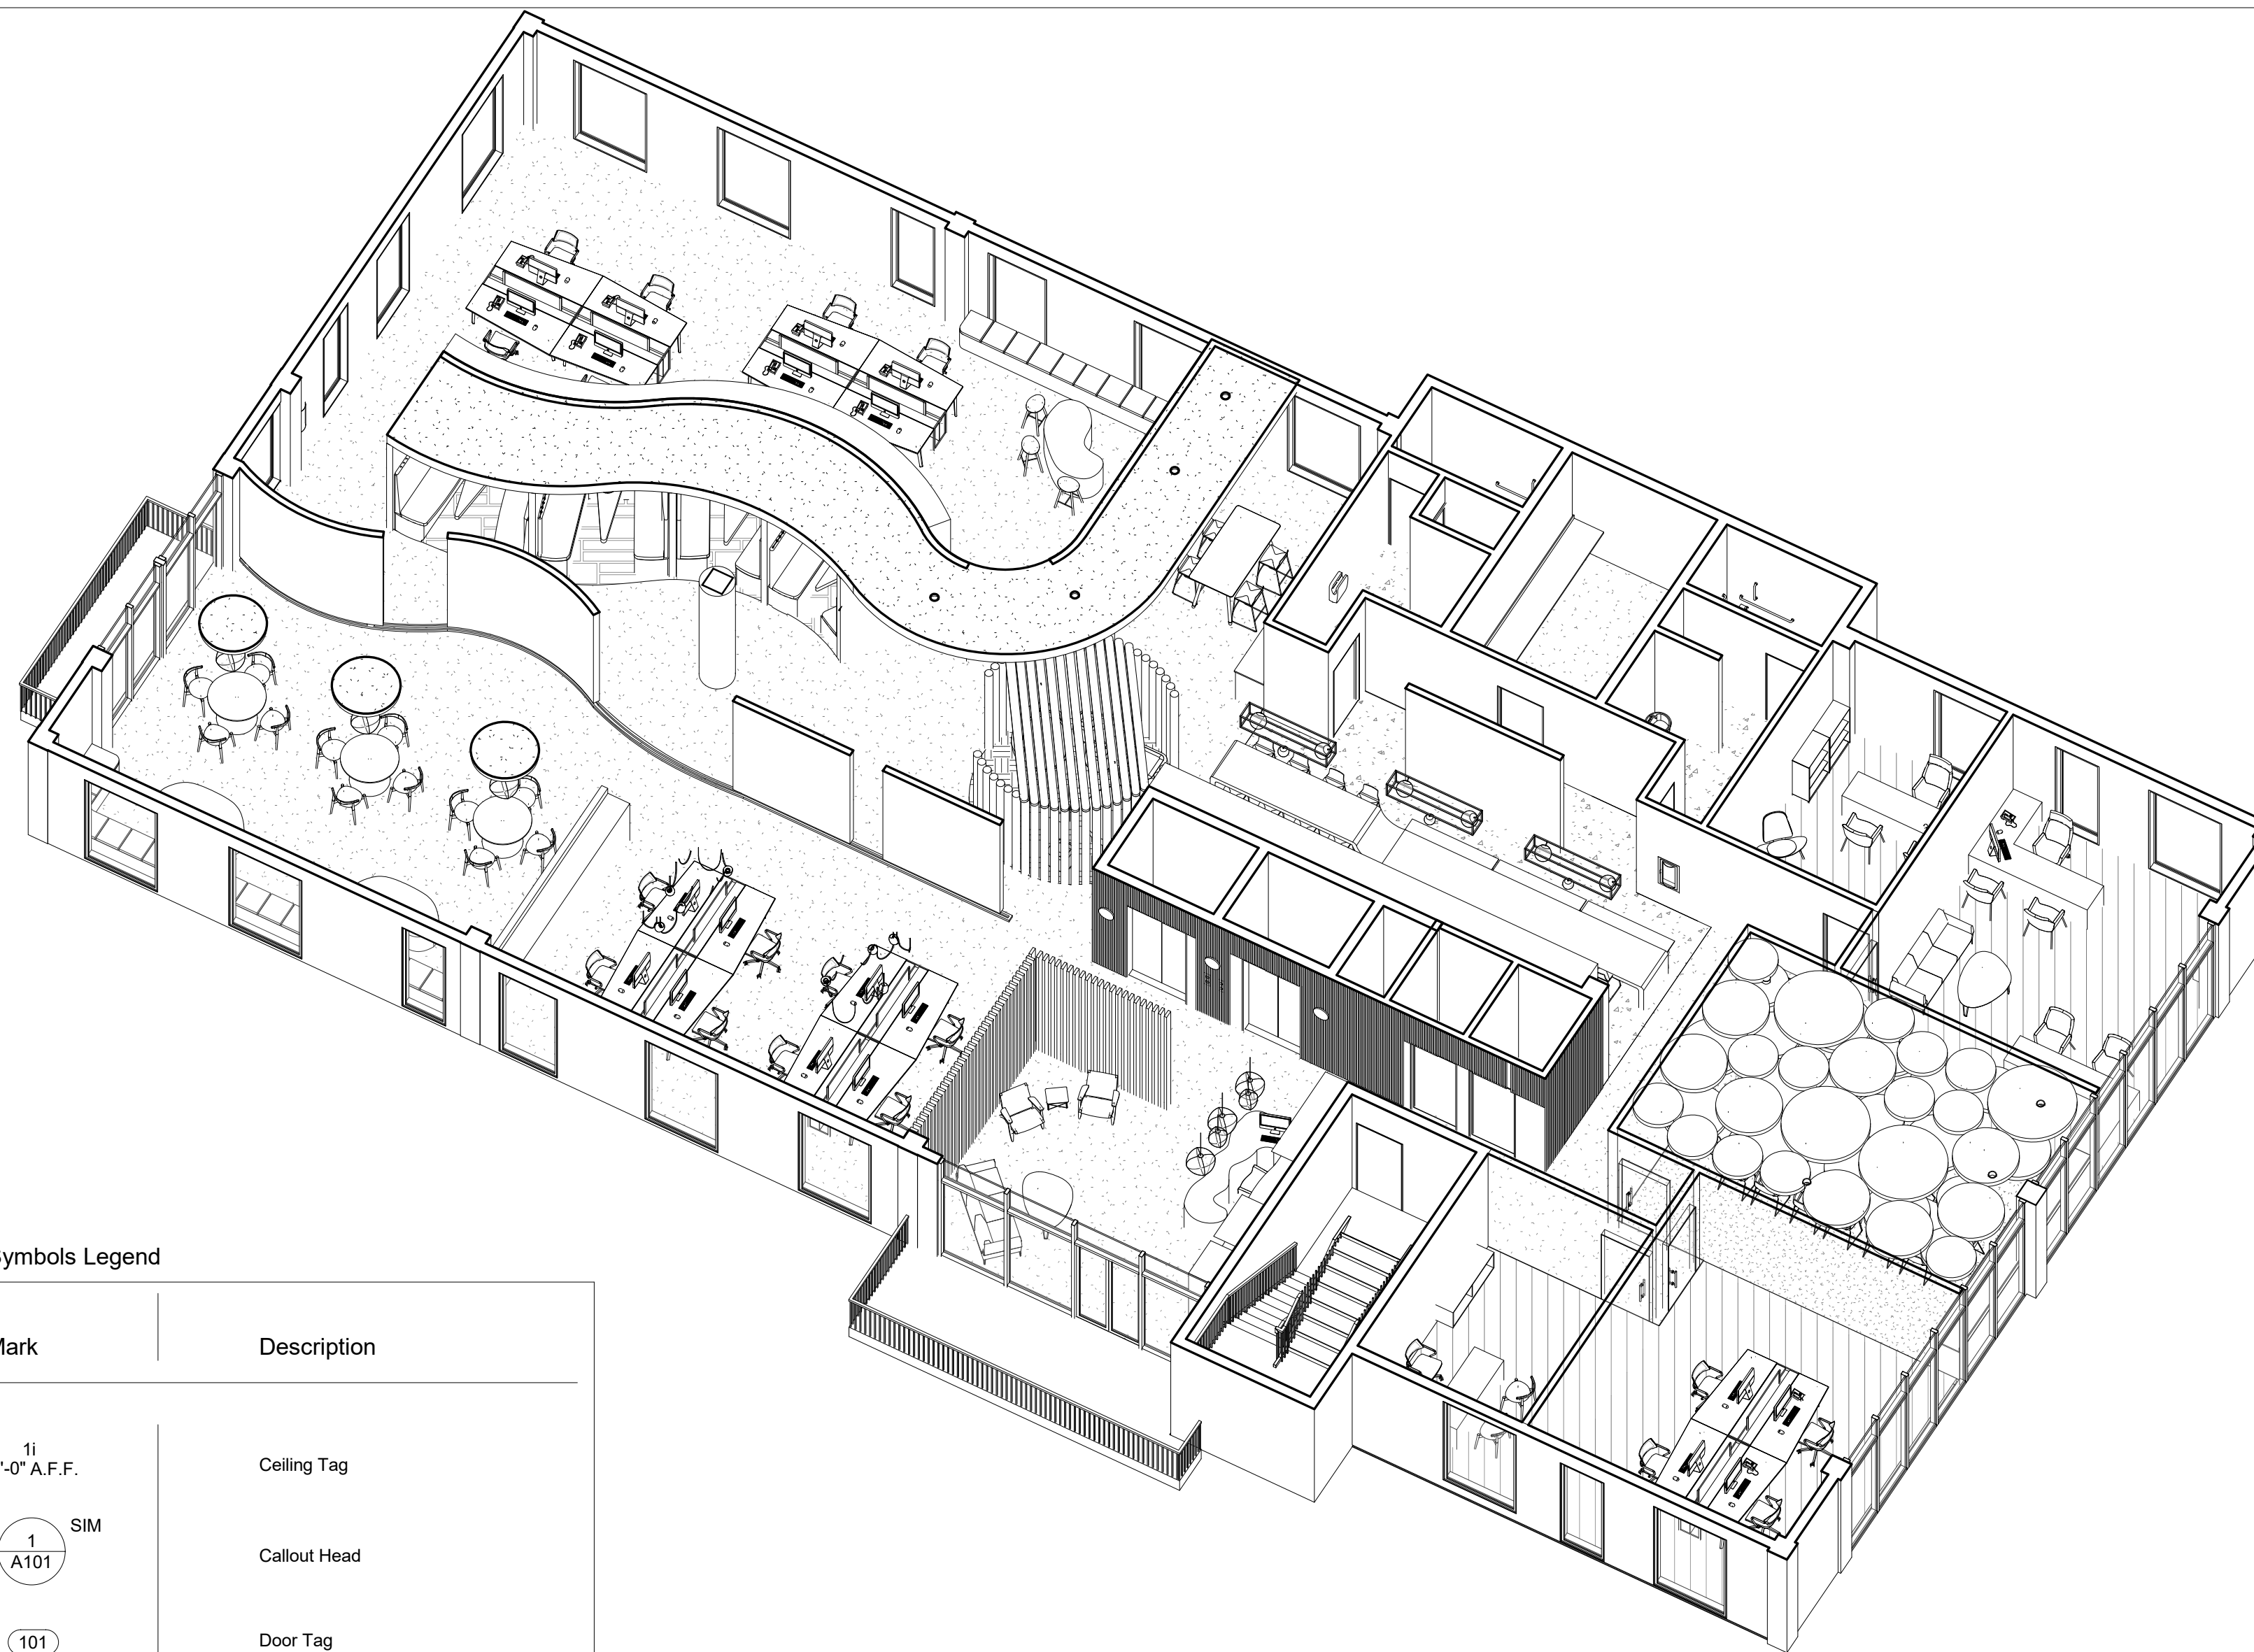 ymbols Legend
Mark
Description
1i
'-0" A.F.F.
Ceiling Tag
1
A101
SIM
Callout Head
101
Door Tag